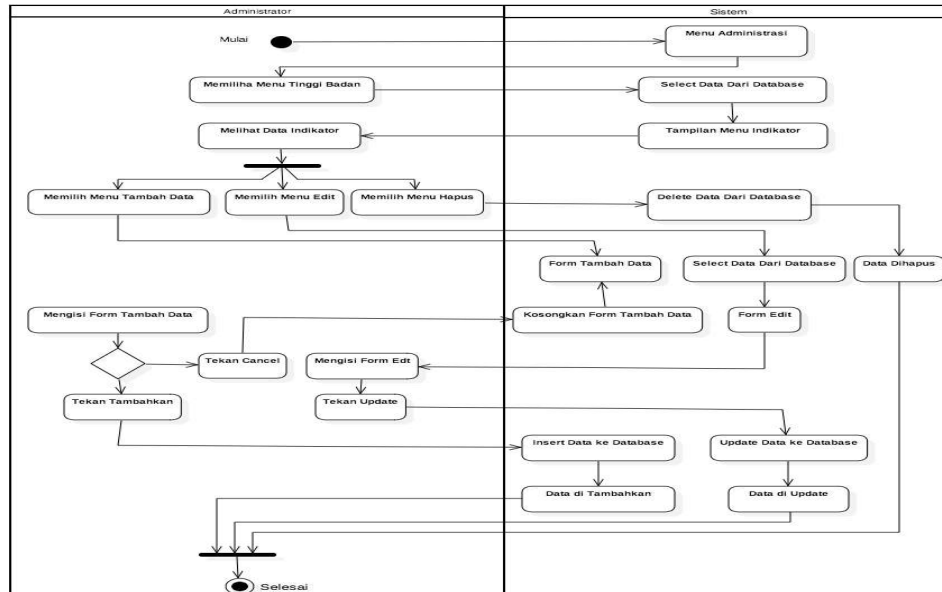 Administrator
Sistem
Mulai
Menu Administrasi
Memiliha Menu Tinggi Badan
Select Data Dari Database
Melihat Data Indikator
Tampilan Menu Indikator
Memilih Menu Tambah Data
Memilih Menu Edit
Memilih Menu Hapus
Delete Data Dari Database
Form Tambah Data
Select Data Dari Database
Data Dihapus
Mengisi Form Tambah Data
Kosongkan Form Tambah Data
Form Edit
Tekan Cancel
Mengisi Form Edt
Tekan Tambahkan
Tekan Update
Insert Data ke Database
Update Data ke Database
Data di Tambahkan
Data di Update
Selesai